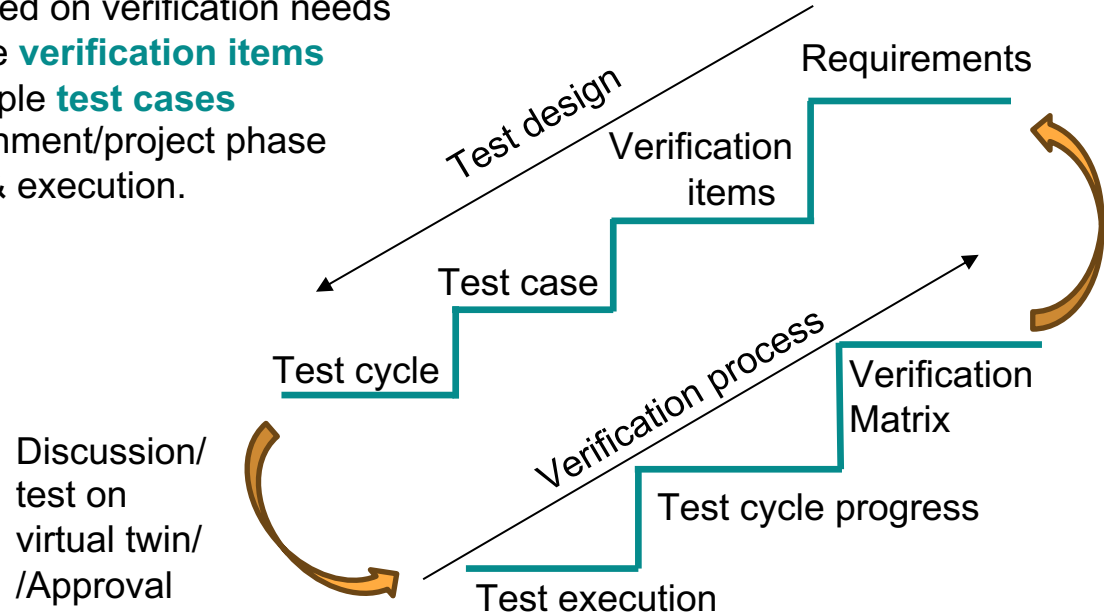 ed on verification needs
e verification items
ple test cases
nment/project phase
& execution.
Requirements
Test design
Verification
items
Test case
Test cycle
Verification process
Verification
Matrix
Discussion/
test on
virtual twin/
/Approval
Test cycle progress
Test execution